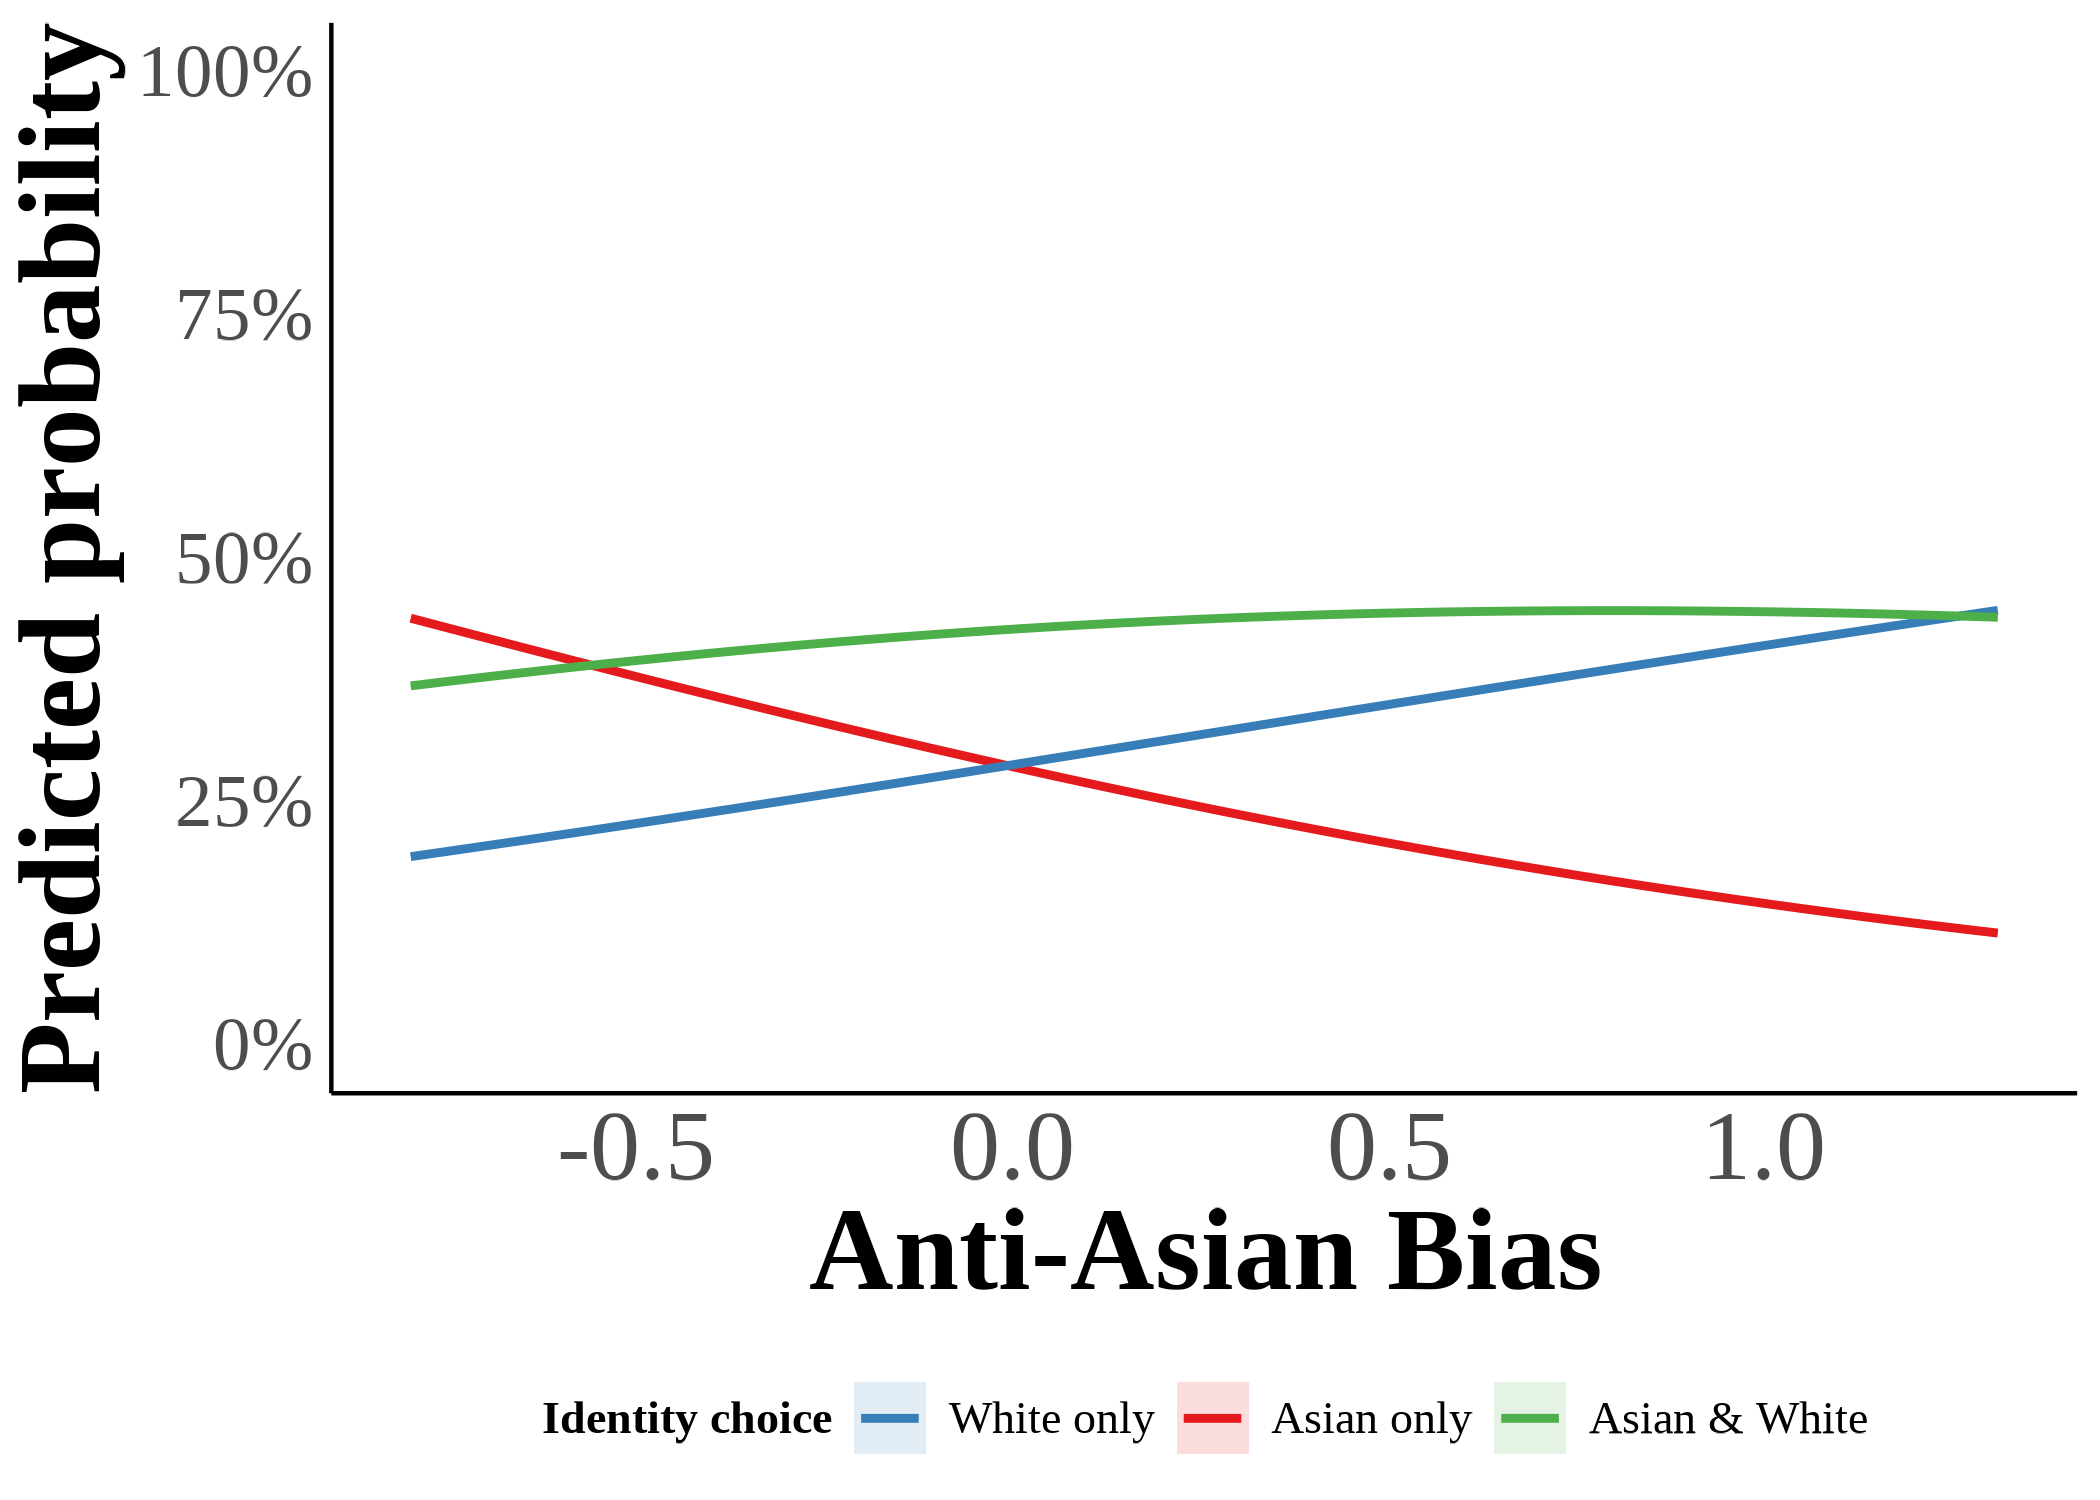 Predicted probability
100%
75%
50%
25%
0%
-0.5 0.0 0.5 1.0
Anti-Asian Bias
Identity choice White only Asian only Asian & White